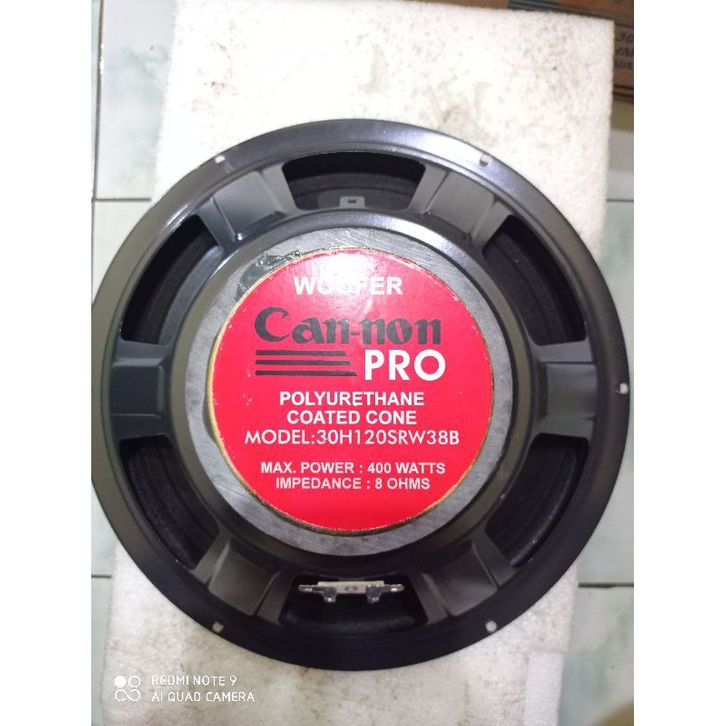 WOOFER
Can-non
PRO
POLYURETHANE
COATED CONE
MODEL:30H120SRW38B
MAX. POWER : 400 WATTS
IMPEDANCE : 8 OHMS
REDMI NOTE 9
AI QUAD CAMERA